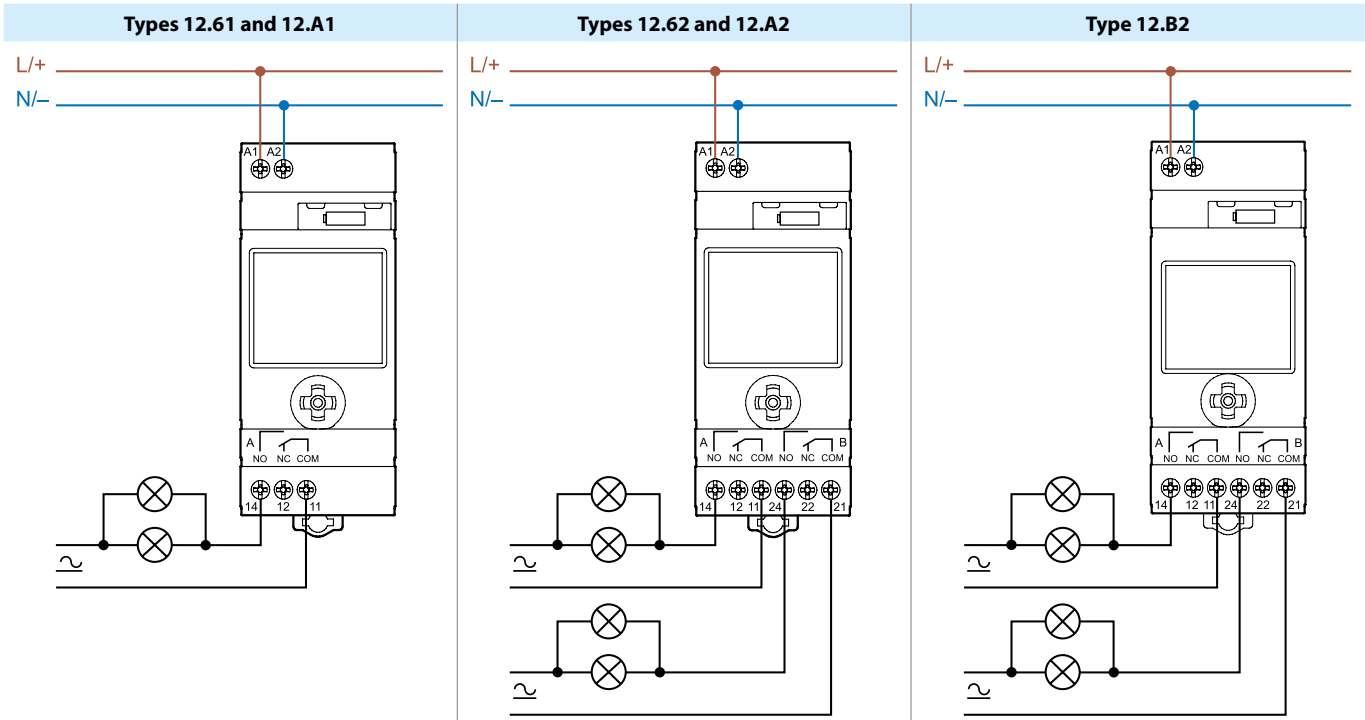 Types 12.61 and 12.A1
L/+
N/–
A1 A2
A
NO NC COM
14 12 11
Types 12.62 and 12.A2
L/+
N/–
A1 A2
A B
NO NC COM NO NC COM
14 12 11 24 22 21
Type 12.B2
L/+
N/–
A1 A2
A B
NO NC COM NO NC COM
14 12 11 24 22 21